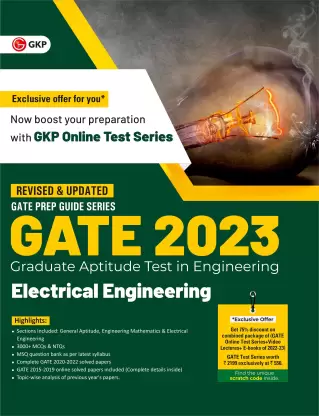 GKP
Exclusive offer for you*
Now boost your preparation
with GKP Online Test Series
REVISED & UPDATED
GATE PREP GUIDE SERIES
GATE 2023
Graduate Aptitude Test in Engineering
Electrical Engineering
Highlights:
• Sections Included: General Aptitude, Engineering Mathematics & Electrical
Engineering
• 3000+ MCQs & NTQs
• MSQ question bank as per latest syllabus
• Complete GATE 2020-2022 solved papers
• GATE 2015-2019 online solved papers included (Complete details inside)
• Topic-wise analysis of previous year's papers.
*Exclusive Offer
Get 75% discount on
combined package of (GATE
Online Test Series+Video
Lectures+ E-books of 2022-23)
GATE Test Series worth
₹ 2199 exclusively at ₹ 550.
Find the unique
scratch code inside